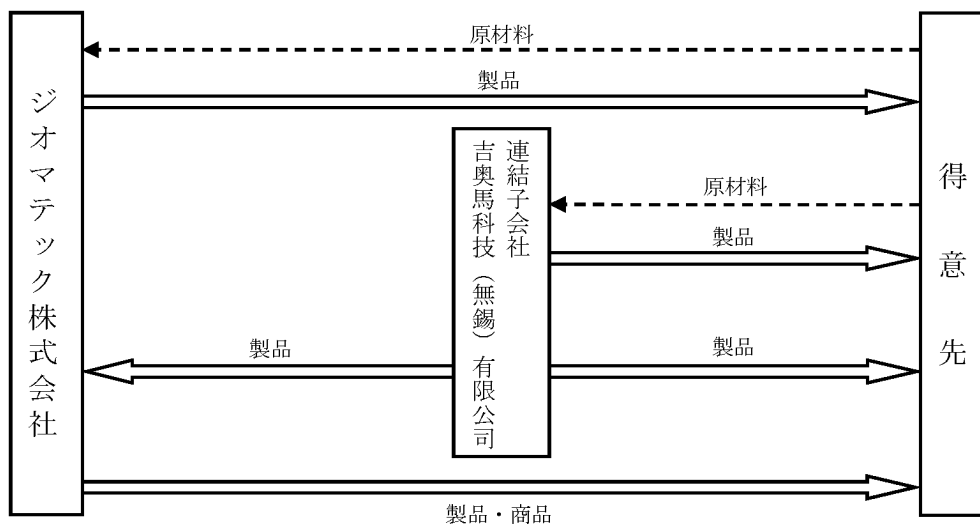 原材料
製品
ジオマテック株式会社
連結子会社
吉奥馬科技（無錫）有限公司
得意先
原材料
製品
製品
製品
製品・商品